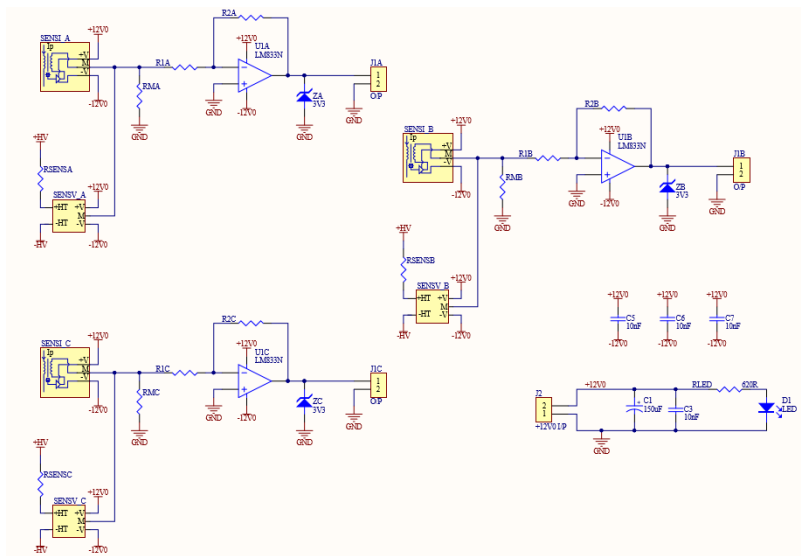 SENSI_A
Ip
+12V0
+V
M
-V
-12V0
R1A
R2A
RMA
GND
U1A
LM833N
+12V0
-12V0
GND
ZA
3V3
GND
J1A
1
2
O/P
GND
+HV
RSENSA
SENSV_A
+HT
-HT
+V
M
-V
+12V0
-HV
-12V0
SENSI_B
Ip
+12V0
+V
M
-V
-12V0
R1B
R2B
RMB
GND
U1B
LM833N
+12V0
-12V0
GND
ZB
3V3
GND
J1B
1
2
O/P
GND
+HV
RSENSB
SENSV_B
+HT
-HT
+V
M
-V
+12V0
-HV
-12V0
SENSI_C
Ip
+12V0
+V
M
-V
-12V0
R1C
R2C
RMC
GND
U1C
LM833N
+12V0
-12V0
GND
ZC
3V3
GND
J1C
1
2
O/P
GND
+HV
RSENSC
SENSV_C
+HT
-HT
+V
M
-V
+12V0
-HV
-12V0
+12V0
C5
10nF
-12V0
+12V0
C6
10nF
-12V0
+12V0
C7
10nF
-12V0
J2
2
1
+12V0 I/P
+12V0
GND
C1
150uF
C3
10nF
RLED
620R
D1
LED